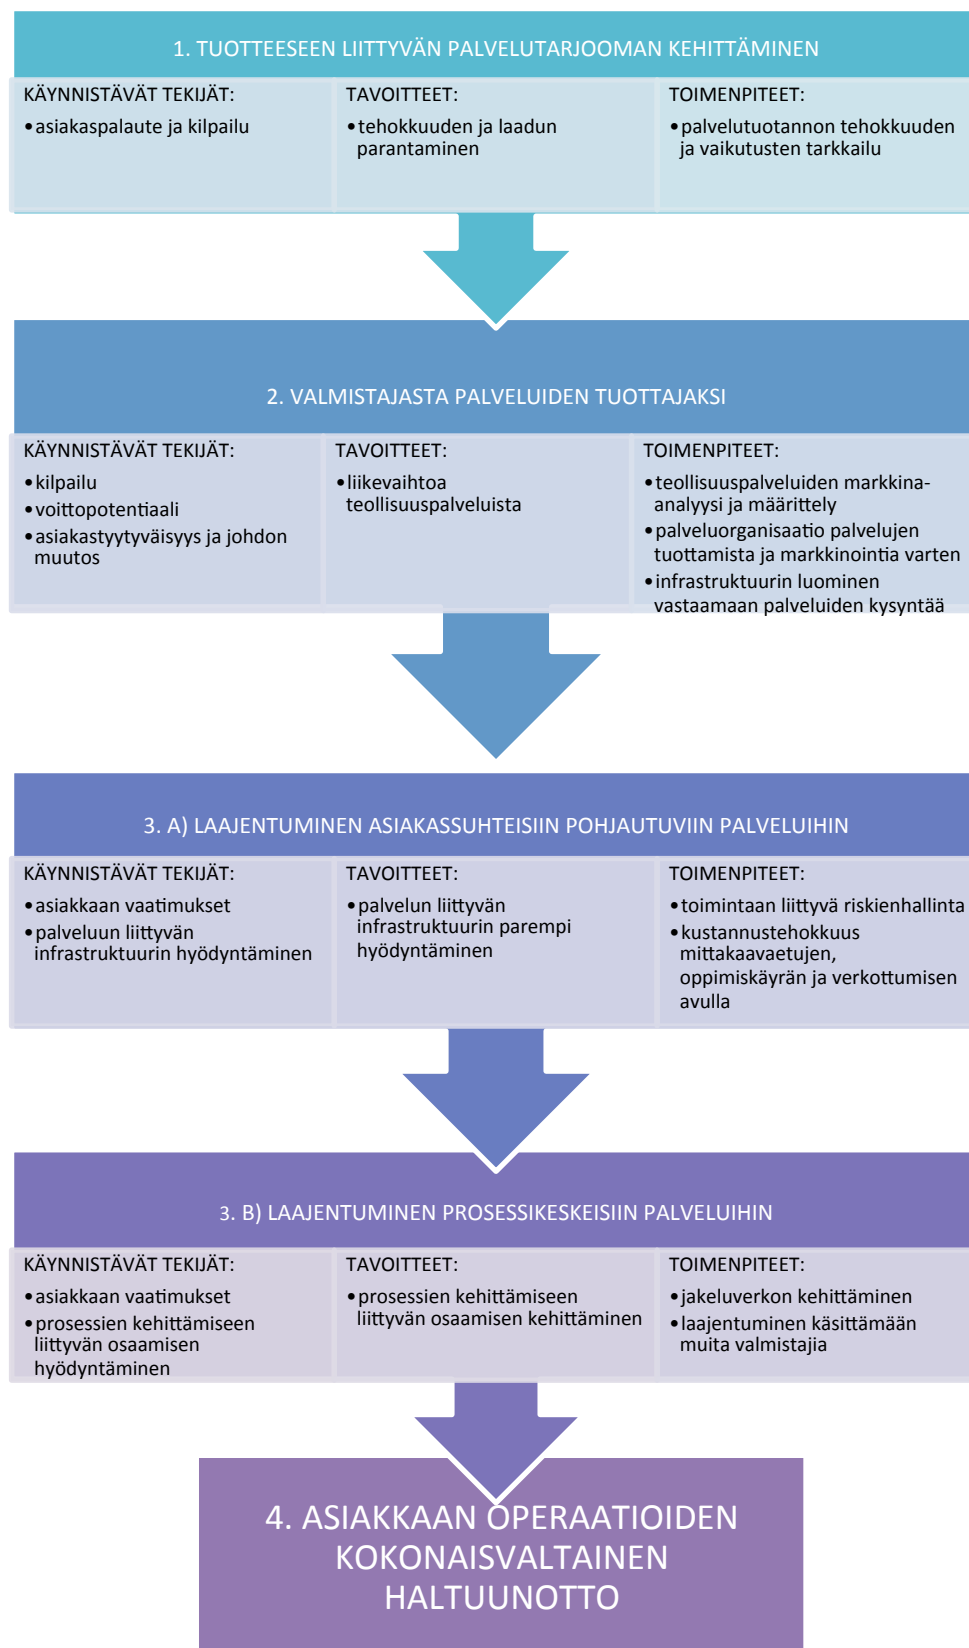 1. TUOTTEESEEN LIITTYVÄN PALVELUTARJOOMAN KEHITTÄMINEN
KÄYNNISTÄVÄT TEKIJÄT:
•asiakaspalaute ja kilpailu
TAVOITTEET:
•tehokkuuden ja laadun
parantaminen
TOIMENPITEET:
•palvelutuotannon tehokkuuden
ja vaikutusten tarkkailu
2. VALMISTAJASTA PALVELUIDEN TUOTTAJAKSI
KÄYNNISTÄVÄT TEKIJÄT:
•kilpailu
•voittopotentiaali
•asiakastyytyväisyys ja johdon
muutos
TAVOITTEET:
•liikevaihtoa
teollisuuspalveluista
TOIMENPITEET:
•teollisuuspalveluiden markkina-
analyysi ja määrittely
•palveluorganisaatio palvelujen
tuottamista ja markkinointia varten
•infrastruktuurin luominen
vastaamaan palveluiden kysyntää
3. A) LAAJENTUMINEN ASIAKASSUHTEISIIN POHJAUTUVIIN PALVELUIHIN
KÄYNNISTÄVÄT TEKIJÄT:
•asiakkaan vaatimukset
•palveluun liittyvän
infrastruktuurin hyödyntäminen
TAVOITTEET:
•palvelun liittyvän
infrastruktuurin parempi
hyödyntäminen
TOIMENPITEET:
•toimintaan liittyvä riskienhallinta
•kustannustehokkuus
mittakaavaetujen,
oppimiskäyrän ja verkottumisen
avulla
3. B) LAAJENTUMINEN PROSESSIKESKEISIIN PALVELUIHIN
KÄYNNISTÄVÄT TEKIJÄT:
•asiakkaan vaatimukset
•prosessien kehittämiseen
liittyvän osaamisen
hyödyntäminen
TAVOITTEET:
•prosessien kehittämiseen
liittyvän osaamisen kehittäminen
TOIMENPITEET:
•jakeluverkon kehittäminen
•laajentuminen käsittämään
muita valmistajia
4. ASIAKKAAN OPERAATIOIDEN
KOKONAISVALTAINEN
HALTUUNOTTO